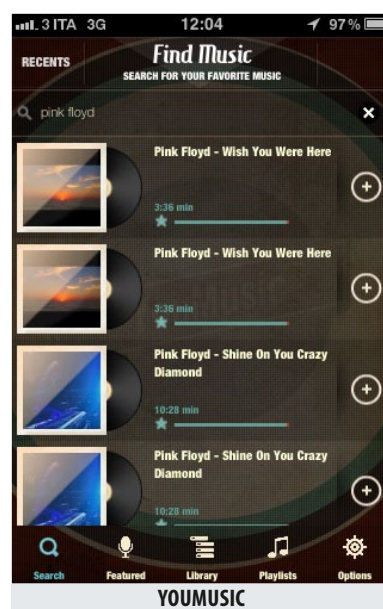 3 ITA 3G 12:04 97%
RECENTS
Find Music
SEARCH FOR YOUR FAVORITE MUSIC
pink floyd
Pink Floyd - Wish You Were Here
3:36 min
Pink Floyd - Wish You Were Here
3:36 min
Pink Floyd - Shine On You Crazy
Diamond
10:28 min
Pink Floyd - Shine On You Crazy
Diamond
10:28 min
Search Featured Library Playlists Options
YOUMUSIC